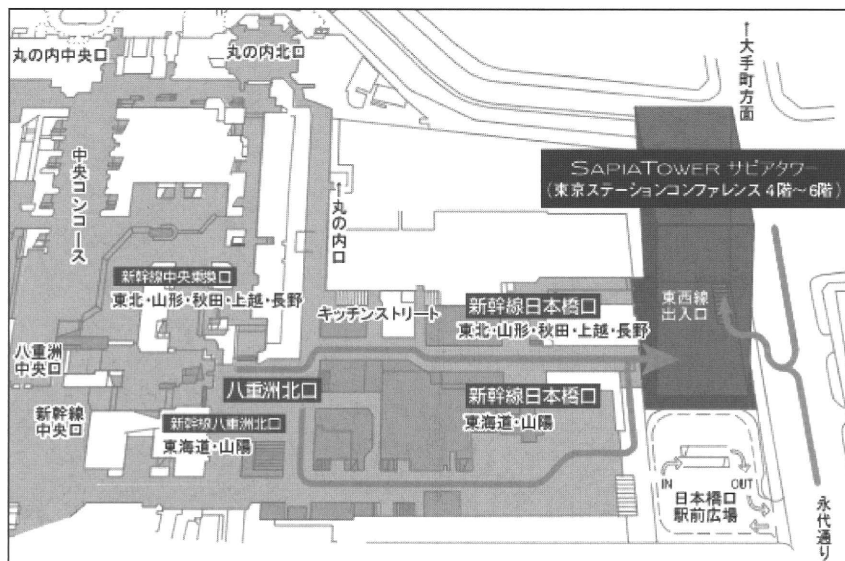 丸の内中央口
丸の内北口
↑大手町方面
SAPIATOWER サピアタワー
(東京ステーションコンファレンス 4階〜6階)
中央コンコース
↑丸の内口
新幹線中央乗換口
東北・山形・秋田・上越・長野
キッチンストリート
新幹線日本橋口
東北・山形・秋田・上越・長野
東西線
出入口
八重洲
中央口
八重洲北口
新幹線日本橋口
東海道・山陽
新幹線
中央口
新幹線八重洲北口
東海道・山陽
IN
OUT
日本橋口
駅前広場
永代通り